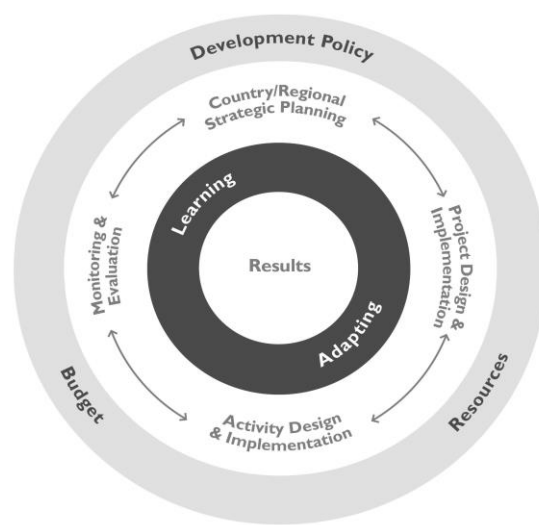 Development Policy
Country/Regional
Strategic Planning
Learning
Monitoring &
Evaluation
Results
Project Design &
Implementation
Adapting
Activity Design
& Implementation
Budget
Resources